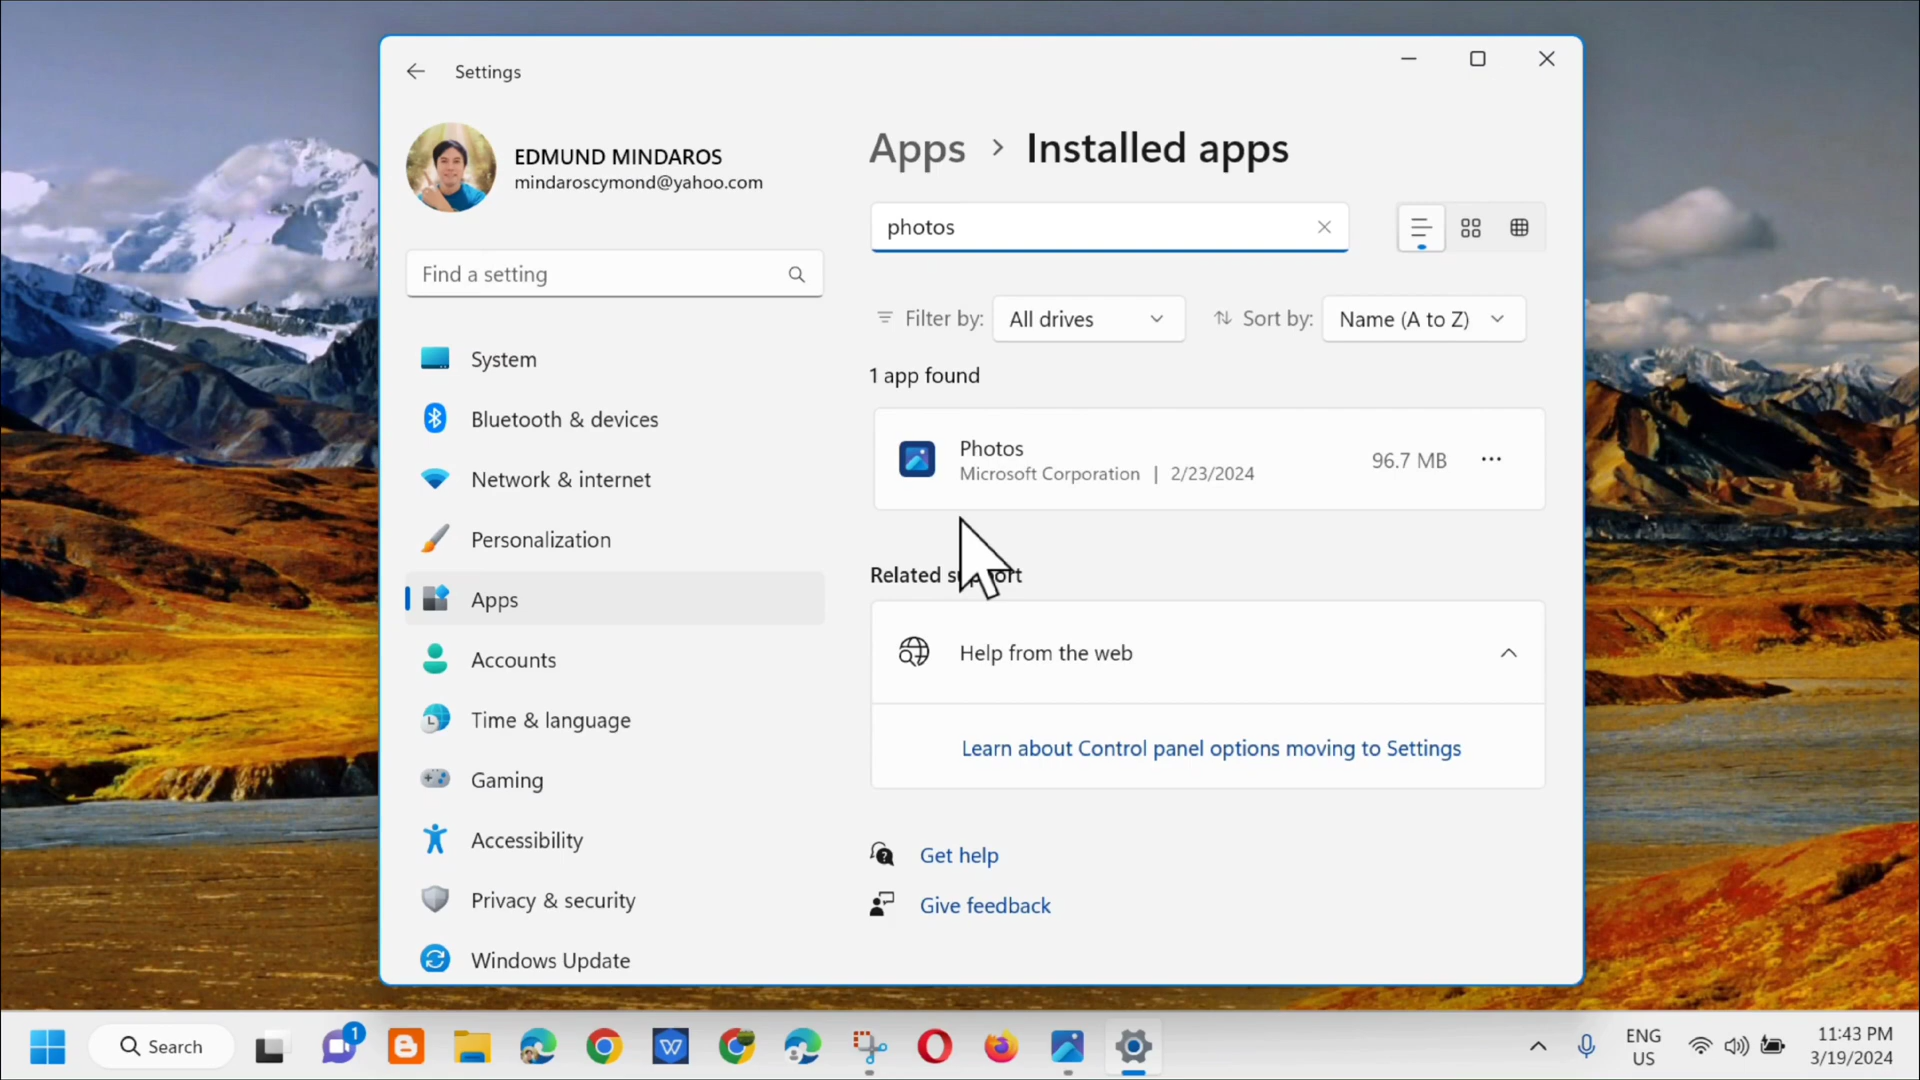 Settings
EDMUND MINDAROS
mindaroscymond@yahoo.com
Find a setting
System
Bluetooth & devices
Network & internet
Personalization
Apps
Accounts
Time & language
Gaming
Accessibility
Privacy & security
Windows Update
Apps > Installed apps
photos
Filter by: All drives
Sort by: Name (A to Z)
1 app found
Photos
Microsoft Corporation | 2/23/2024
96.7 MB
Related support
Help from the web
Learn about Control panel options moving to Settings
Get help
Give feedback
Search
1
ENG
US
11:43 PM
3/19/2024